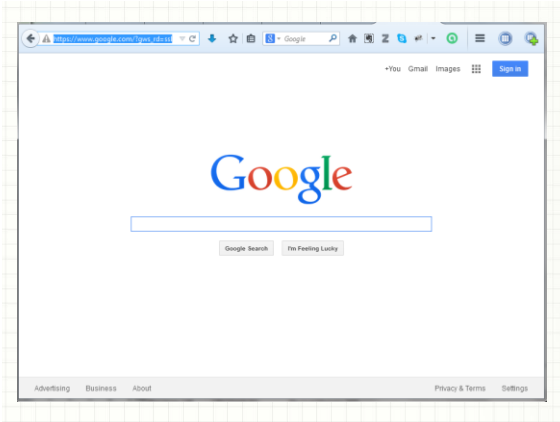 https://www.google.com/?gws_rd=ssl
Google
+You Gmail Images Sign in
Google
Google Search I'm Feeling Lucky
Advertising Business About Privacy & Terms Settings